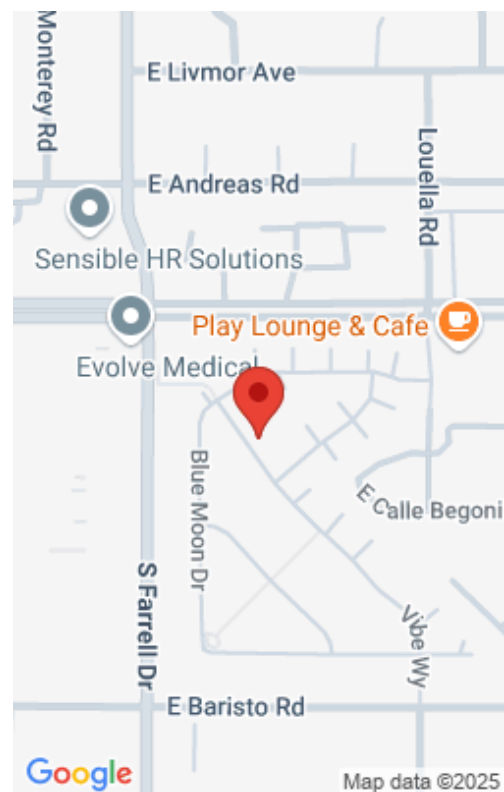 Monterey Rd
E Livmor Ave
Louella Rd
E Andreas Rd
Sensible HR Solutions
Play Lounge & Cafe
Evolve Medical
Blue Moon Dr
E Calle Begoni
S Farrell Dr
Vibe Wy
E Baristo Rd
Google
Map data ©2025